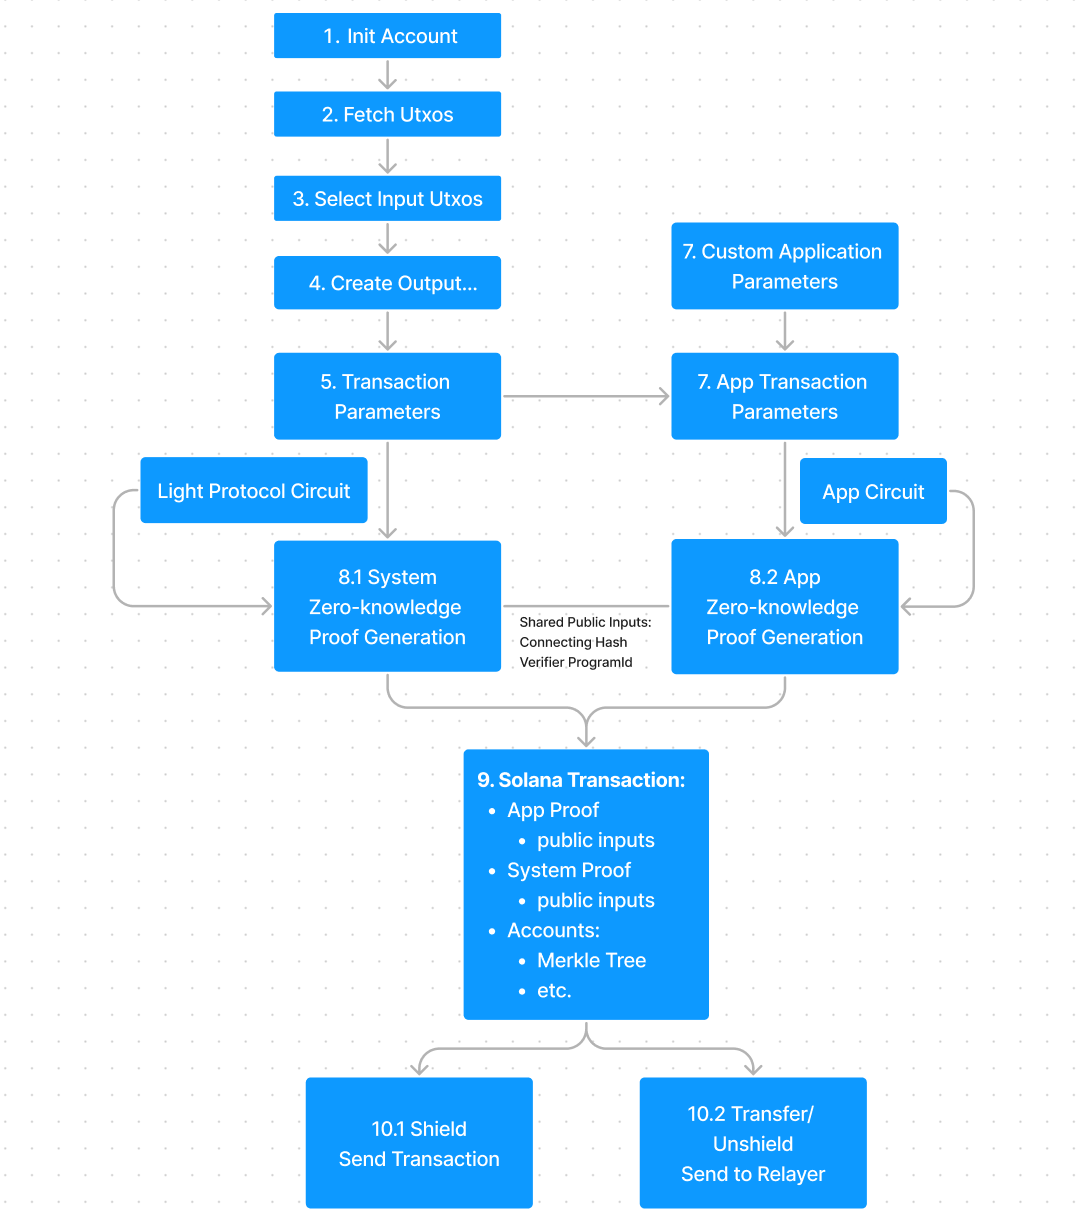 1. Init Account
2. Fetch Utxos
3. Select Input Utxos
4. Create Output...
7. Custom Application
Parameters
5. Transaction
Parameters
7. App Transaction
Parameters
Light Protocol Circuit
App Circuit
8.1 System
Zero-knowledge
Proof Generation
Shared Public Inputs:
Connecting Hash
Verifier ProgramId
8.2 App
Zero-knowledge
Proof Generation
9. Solana Transaction:
• App Proof
• public inputs
• System Proof
• public inputs
• Accounts:
• Merkle Tree
• etc.
10.1 Shield
Send Transaction
10.2 Transfer/
Unshield
Send to Relayer